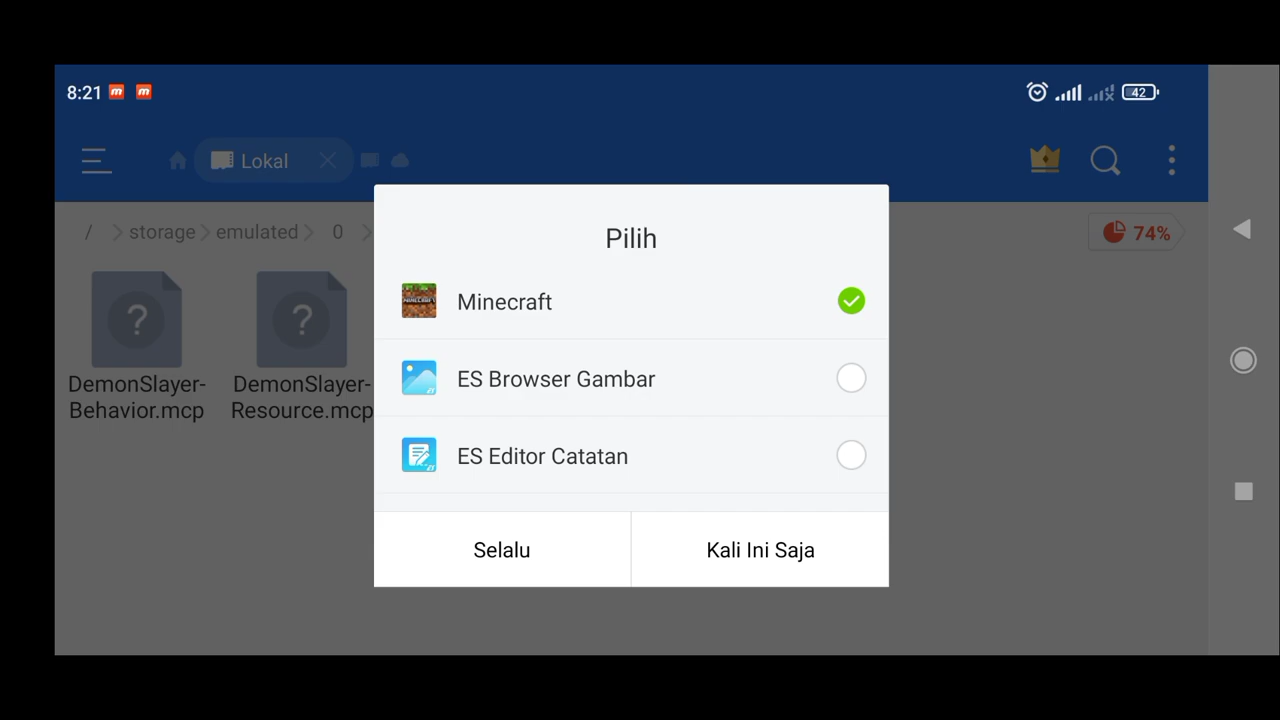 8:21
42
Lokal
/ storage emulated 0
74%
Pilih
Minecraft
ES Browser Gambar
ES Editor Catatan
Selalu
Kali Ini Saja
DemonSlayer-
Behavior.mcp
DemonSlayer-
Resource.mcp